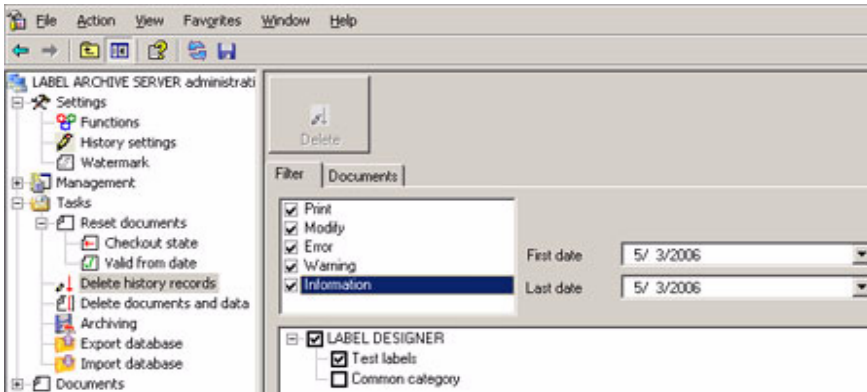 File Action View Favorites Window Help
LABEL ARCHIVE SERVER administrati
Settings
Functions
History settings
Watermark
Management
Tasks
Reset documents
Checkout state
Valid from date
Delete history records
Delete documents and data
Archiving
Export database
Import database
Documents
Delete
Filter Documents
Print
Modify
Error
Warning
Information
First date 5/ 3/2006
Last date 5/ 3/2006
LABEL DESIGNER
Test labels
Common category